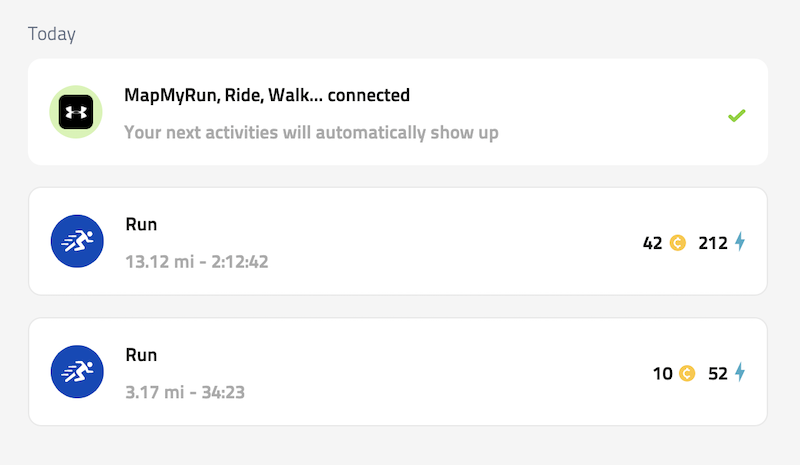 Today
MapMyRun, Ride, Walk... connected
Your next activities will automatically show up
Run
42 212
13.12 mi - 2:12:42
Run
10 52
3.17 mi - 34:23